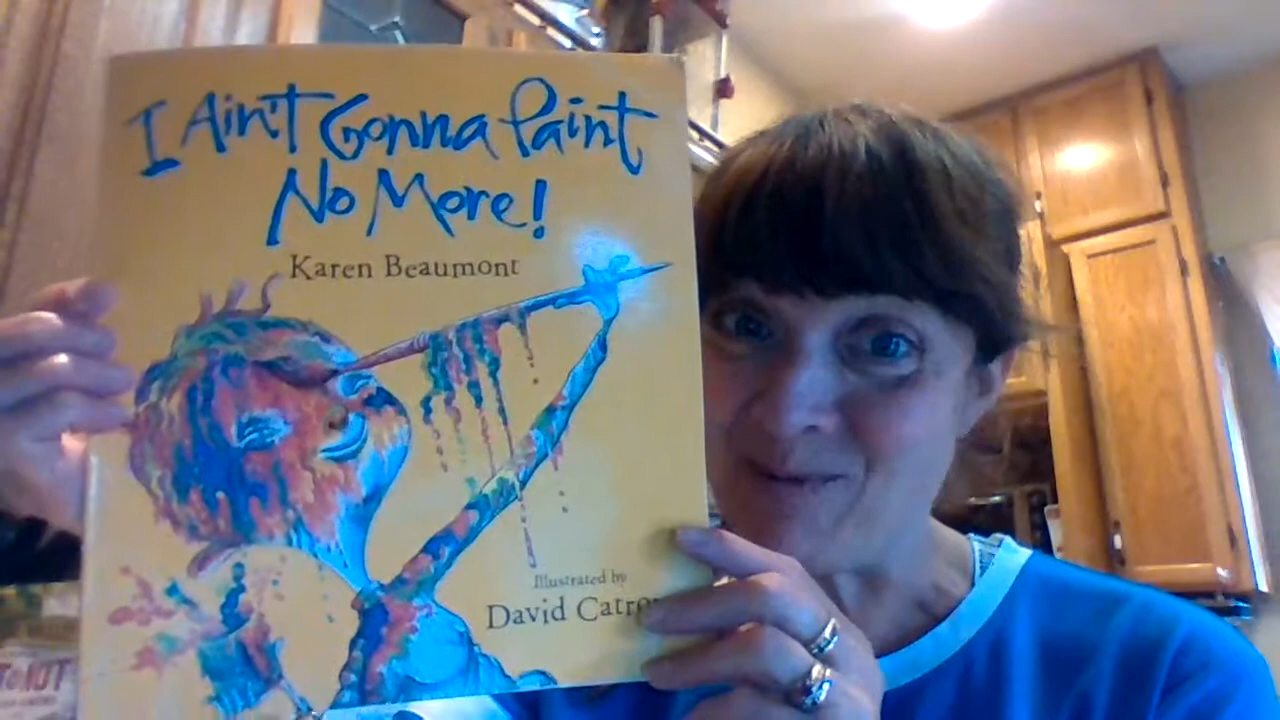 I Ain't Gonna Paint
No More!
Karen Beaumont
Illustrated by
David